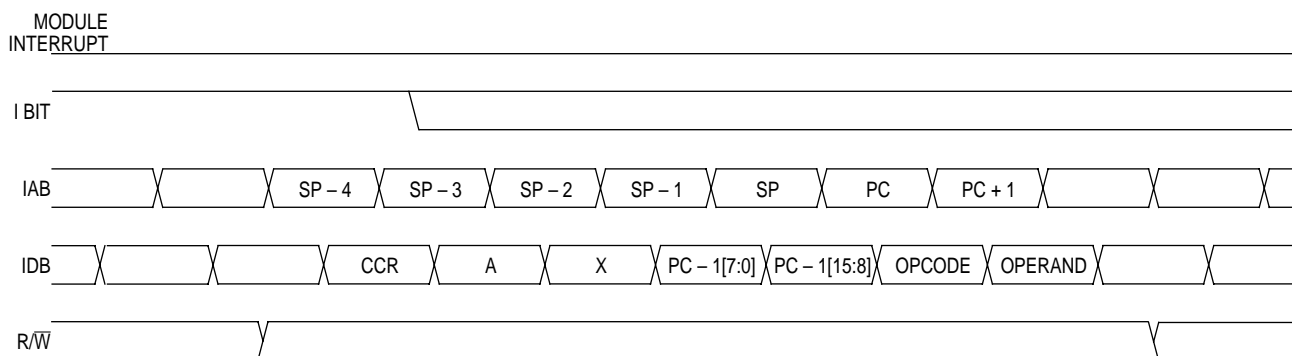 MODULE
INTERRUPT
I BIT
IAB SP – 4 SP – 3 SP – 2 SP – 1 SP PC PC + 1
IDB CCR A X PC – 1[7:0] PC – 1[15:8] OPCODE OPERAND
R/W̅